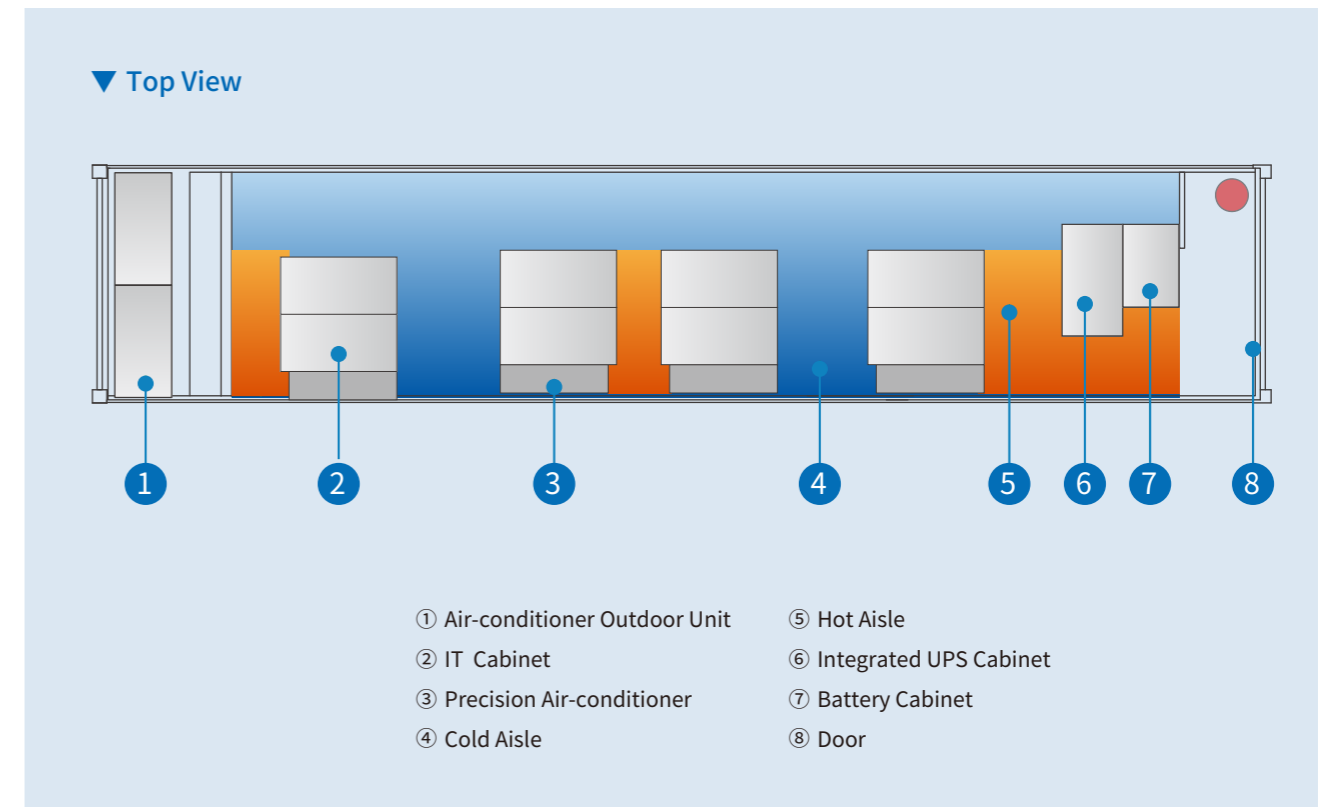 ▼ Top View
1 2 3 4 5 6 7 8
① Air-conditioner Outdoor Unit
② IT Cabinet
③ Precision Air-conditioner
④ Cold Aisle
⑤ Hot Aisle
⑥ Integrated UPS Cabinet
⑦ Battery Cabinet
⑧ Door